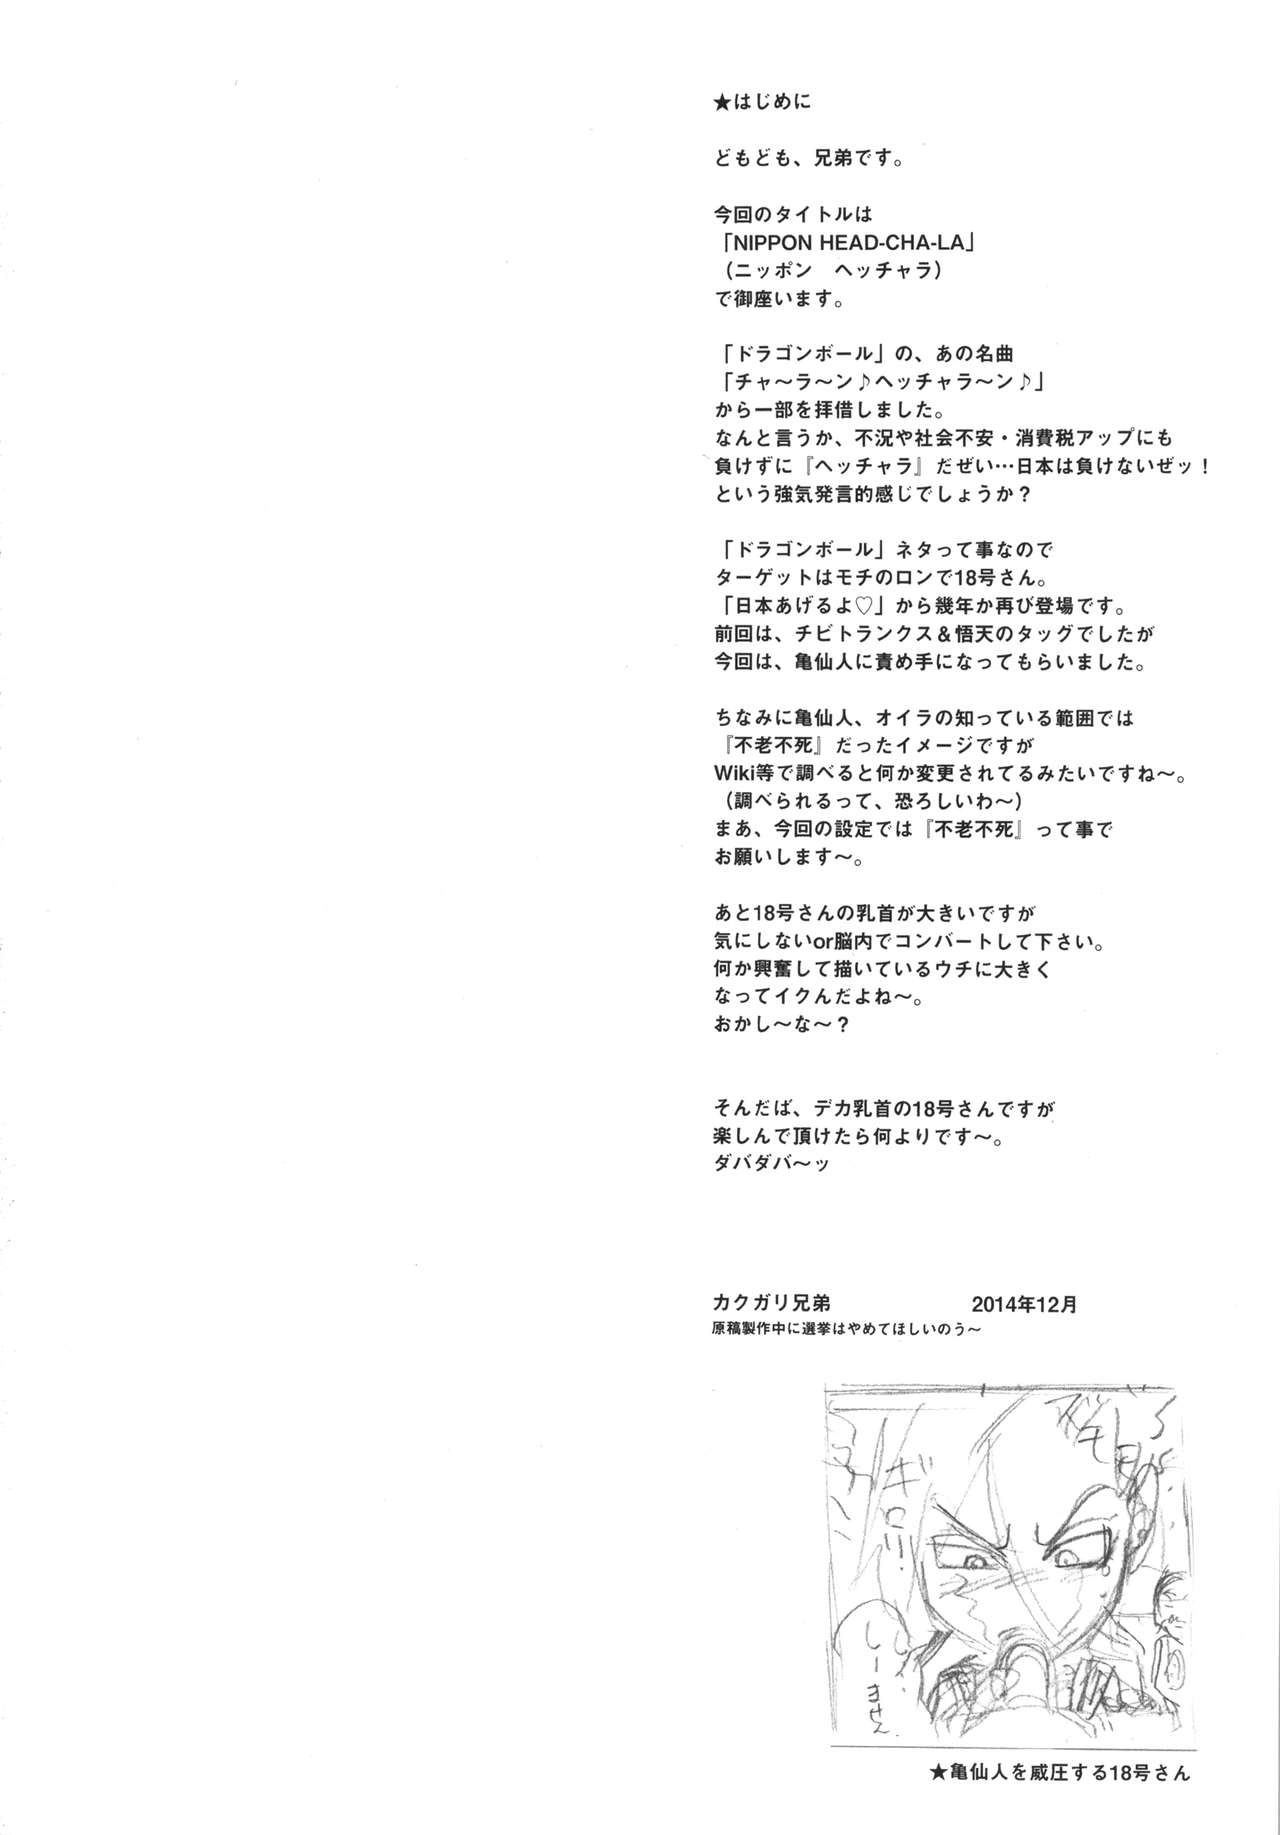 ★はじめに
どもども、兄弟です。
今回のタイトルは
「NIPPON HEAD-CHA-LA」
（ニッポン　ヘッチャラ）
で御座います。
「ドラゴンボール」の、あの名曲
「チャ～ラ～ン♪ヘッチャラ～ン♪」
から一部を拝借しました。
なんと言うか、不況や社会不安・消費税アップにも
負けずに『ヘッチャラ』だぜい…日本は負けないぜッ！
という強気発言的感じでしょうか？
「ドラゴンボール」ネタって事なので
ターゲットはモチのロンで18号さん。
「日本あげるよ♡」から幾年か再び登場です。
前回は、チビトランクス＆悟天のタッグでしたが
今回は、亀仙人に責め手になってもらいました。
ちなみに亀仙人、オイラの知っている範囲では
『不老不死』だったイメージですが
Wiki等で調べると何か変更されてるみたいですね～。
（調べられるって、恐ろしいわ～）
まあ、今回の設定では『不老不死』って事で
お願いします～。
あと18号さんの乳首が大きいですが
気にしないor脳内でコンバートして下さい。
何か興奮して描いているウチに大きく
なってイクんだよね～。
おかし～な～？
そんだば、デカ乳首の18号さんですが
楽しんで頂けたら何よりです～。
ダバダバ～ッ
カクガリ兄弟　2014年12月
原稿製作中に選挙はやめてほしいのう～
ギロリ
しーません
★亀仙人を威圧する18号さん